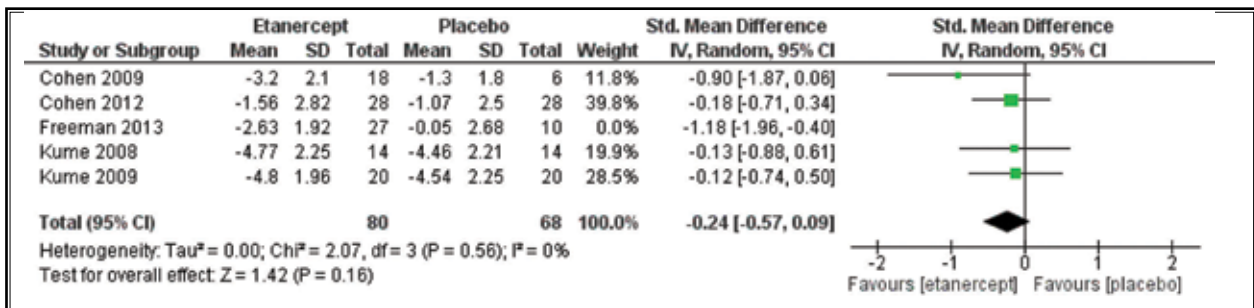 Etanercept Placebo Std. Mean Difference Std. Mean Difference
Study or Subgroup Mean SD Total Mean SD Total Weight IV, Random, 95% CI IV, Random, 95% CI
Cohen 2009 -3.2 2.1 18 -1.3 1.8 6 11.8% -0.90 [-1.87, 0.06]
Cohen 2012 -1.56 2.82 28 -1.07 2.5 28 39.8% -0.18 [-0.71, 0.34]
Freeman 2013 -2.63 1.92 27 -0.05 2.68 10 0.0% -1.18 [-1.96, -0.40]
Kume 2008 -4.77 2.25 14 -4.46 2.21 14 19.9% -0.13 [-0.88, 0.61]
Kume 2009 -4.8 1.96 20 -4.54 2.25 20 28.5% -0.12 [-0.74, 0.50]
Total (95% CI) 80 68 100.0% -0.24 [-0.57, 0.09]
Heterogeneity: Tau² = 0.00; Chi² = 2.07, df = 3 (P = 0.56); I² = 0%
Test for overall effect: Z = 1.42 (P = 0.16)
-2 -1 0 1 2
Favours [etanercept] Favours [placebo]